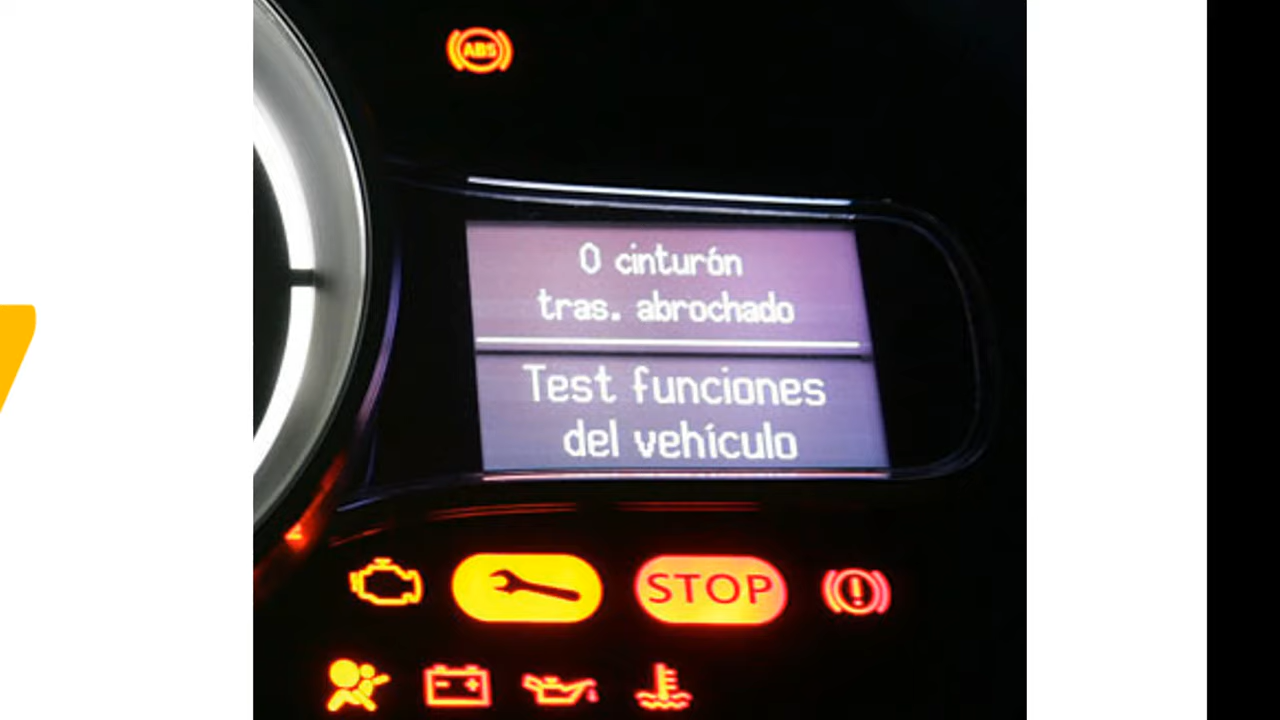 ABS
0 cinturón
tras. abrochado
Test funciones
del vehículo
STOP